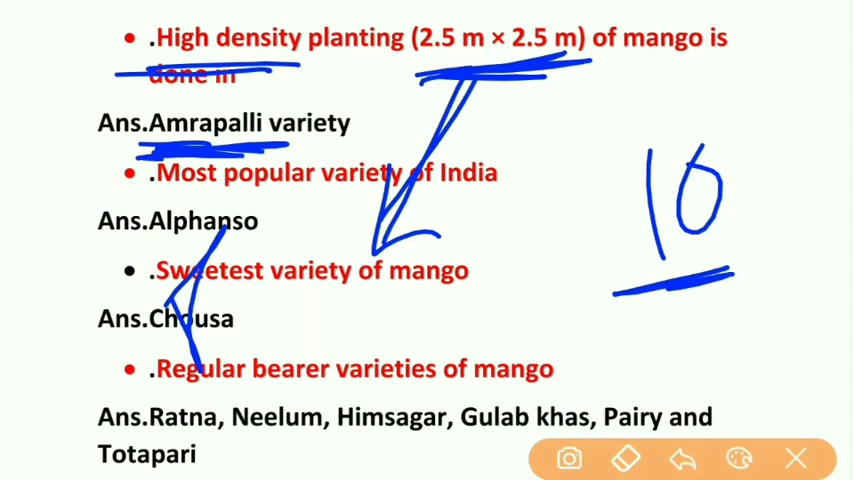 • .High density planting (2.5 m × 2.5 m) of mango is
done in
Ans.Amrapalli variety
• .Most popular variety of India
Ans.Alphanso
• .Sweetest variety of mango
Ans.Chousa
• .Regular bearer varieties of mango
Ans.Ratna, Neelum, Himsagar, Gulab khas, Pairy and
Totapari
10